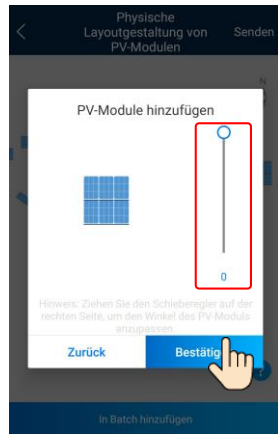 Physische
Layoutgestaltung von
PV-Modulen
Senden
N
PV-Module hinzufügen
0
Hinweis: Ziehen Sie den Schieberegler auf der
rechten Seite, um den Winkel des PV-Moduls
anzupassen.
Zurück
Bestätig
In Batch hinzufügen